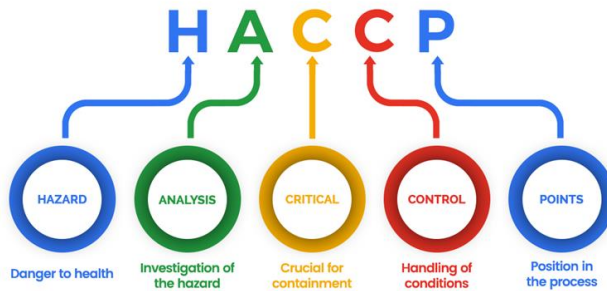 HACCP
HAZARD
ANALYSIS
CRITICAL
CONTROL
POINTS
Danger to health
Investigation of
the hazard
Crucial for
containment
Handling of
conditions
Position in
the process